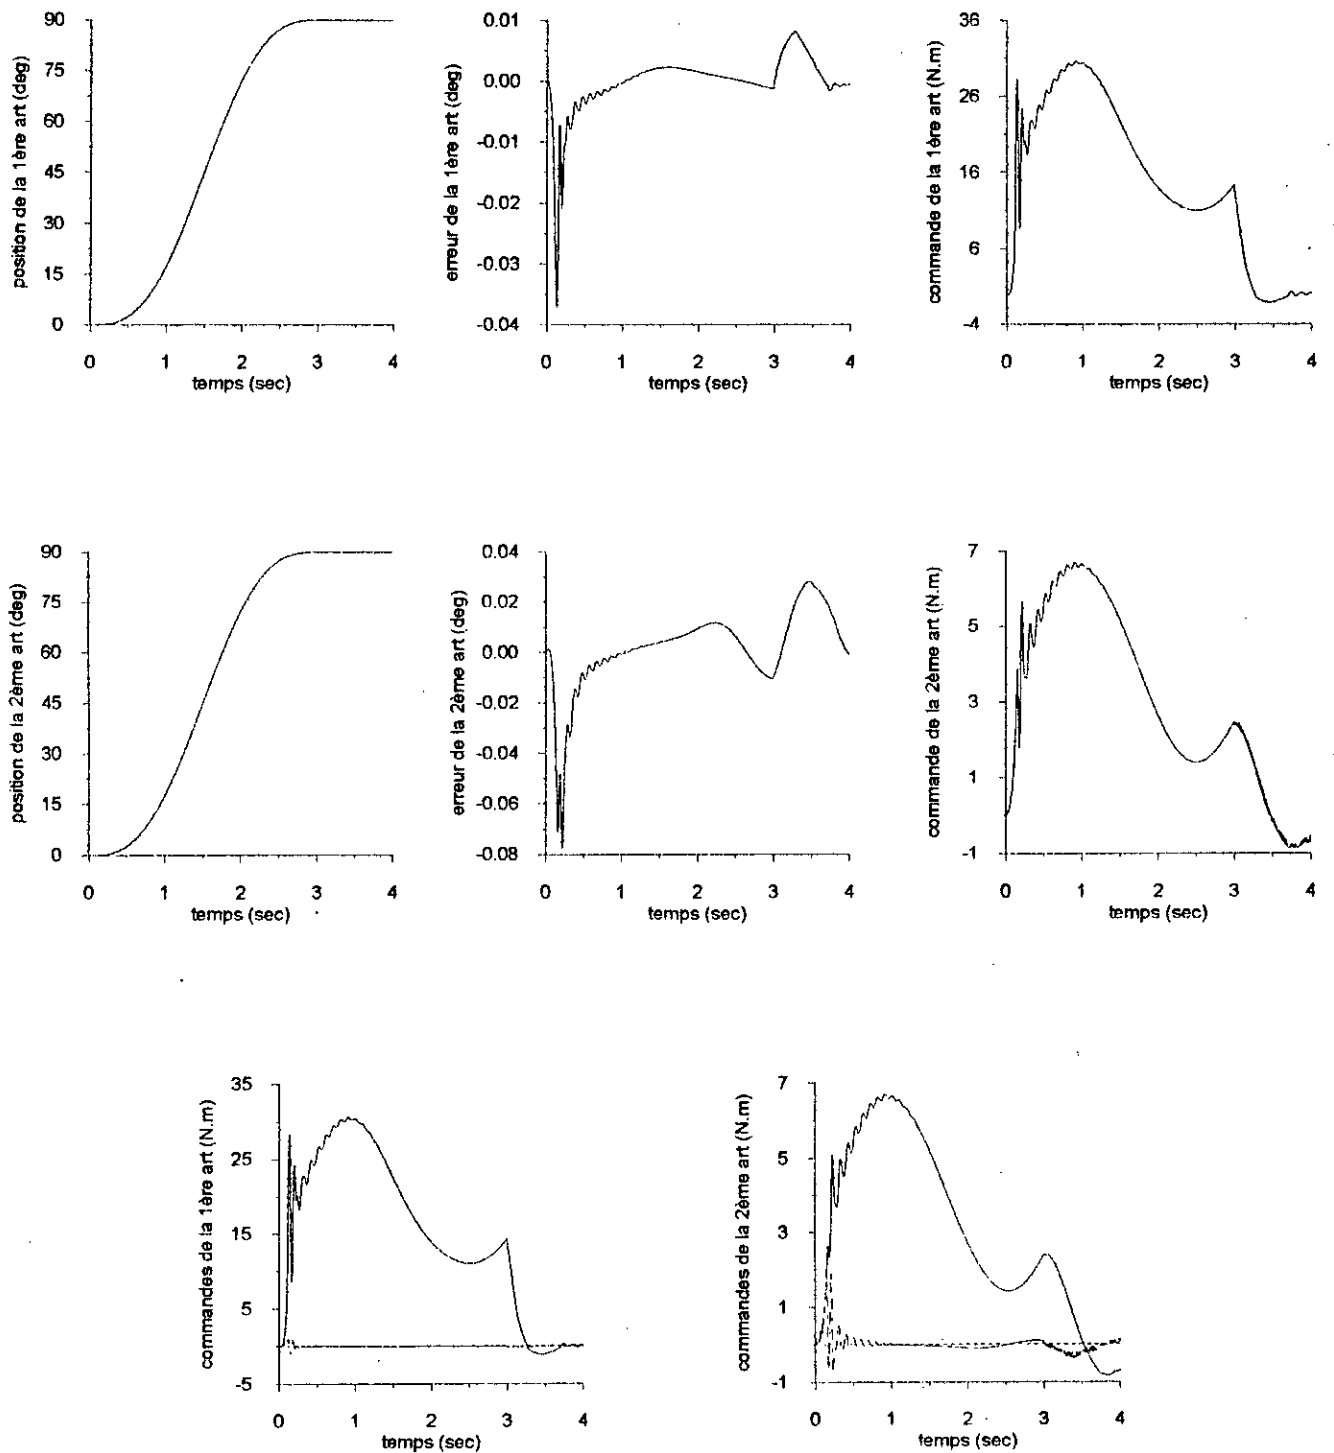 position de la 1ère art (deg)
90
75
60
45
30
15
0
0 1 2 3 4
temps (sec)
erreur de la 1ère art (deg)
0.01
0.00
-0.01
-0.02
-0.03
-0.04
0 1 2 3 4
temps (sec)
commande de la 1ère art (N.m)
36
26
16
6
-4
0 1 2 3 4
temps (sec)
position de la 2ème art (deg)
90
75
60
45
30
15
0
0 1 2 3 4
temps (sec)
erreur de la 2ème art (deg)
0.04
0.02
0.00
-0.02
-0.04
-0.06
-0.08
0 1 2 3 4
temps (sec)
commande de la 2ème art (N.m)
7
5
3
1
-1
0 1 2 3 4
temps (sec)
commandes de la 1ère art (N.m)
35
25
15
5
-5
0 1 2 3 4
temps (sec)
commandes de la 2ème art (N.m)
7
5
3
1
-1
0 1 2 3 4
temps (sec)